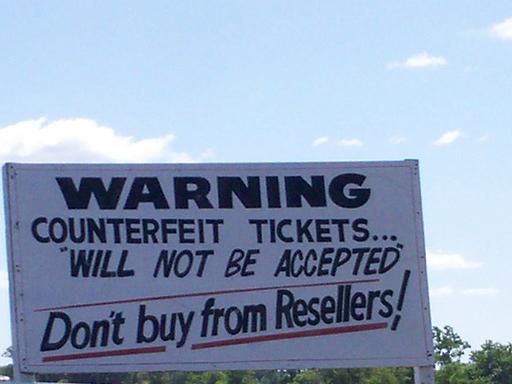 WARNING
COUNTERFEIT TICKETS...
"WILL NOT BE ACCEPTED"
Don't buy from Resellers!